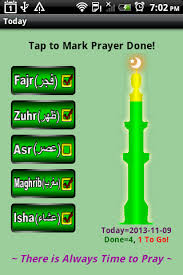 7:02 PM
Today
Tap to Mark Prayer Done!
Fajr(فجر)
Zuhr(ظهر)
Asr(عصر)
Maghrib(مغرب)
Isha(عشاء)
Today=2013-11-09
Done=4, 1 To Go!
~ There is Always Time to Pray ~